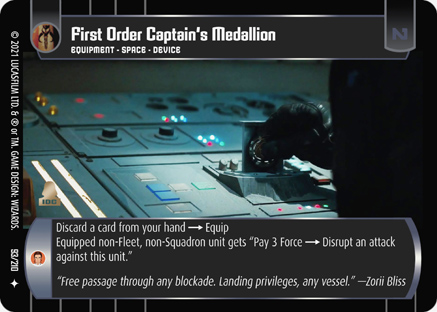 First Order Captain's Medallion
EQUIPMENT • SPACE • DEVICE
N
© 2021 LUCASFILM LTD. & ® or TM. GAME DESIGN: WIZARDS.
93/210
IDC
Discard a card from your hand → Equip
Equipped non-Fleet, non-Squadron unit gets "Pay 3 Force → Disrupt an attack
against this unit."
"Free passage through any blockade. Landing privileges, any vessel." —Zorii Bliss